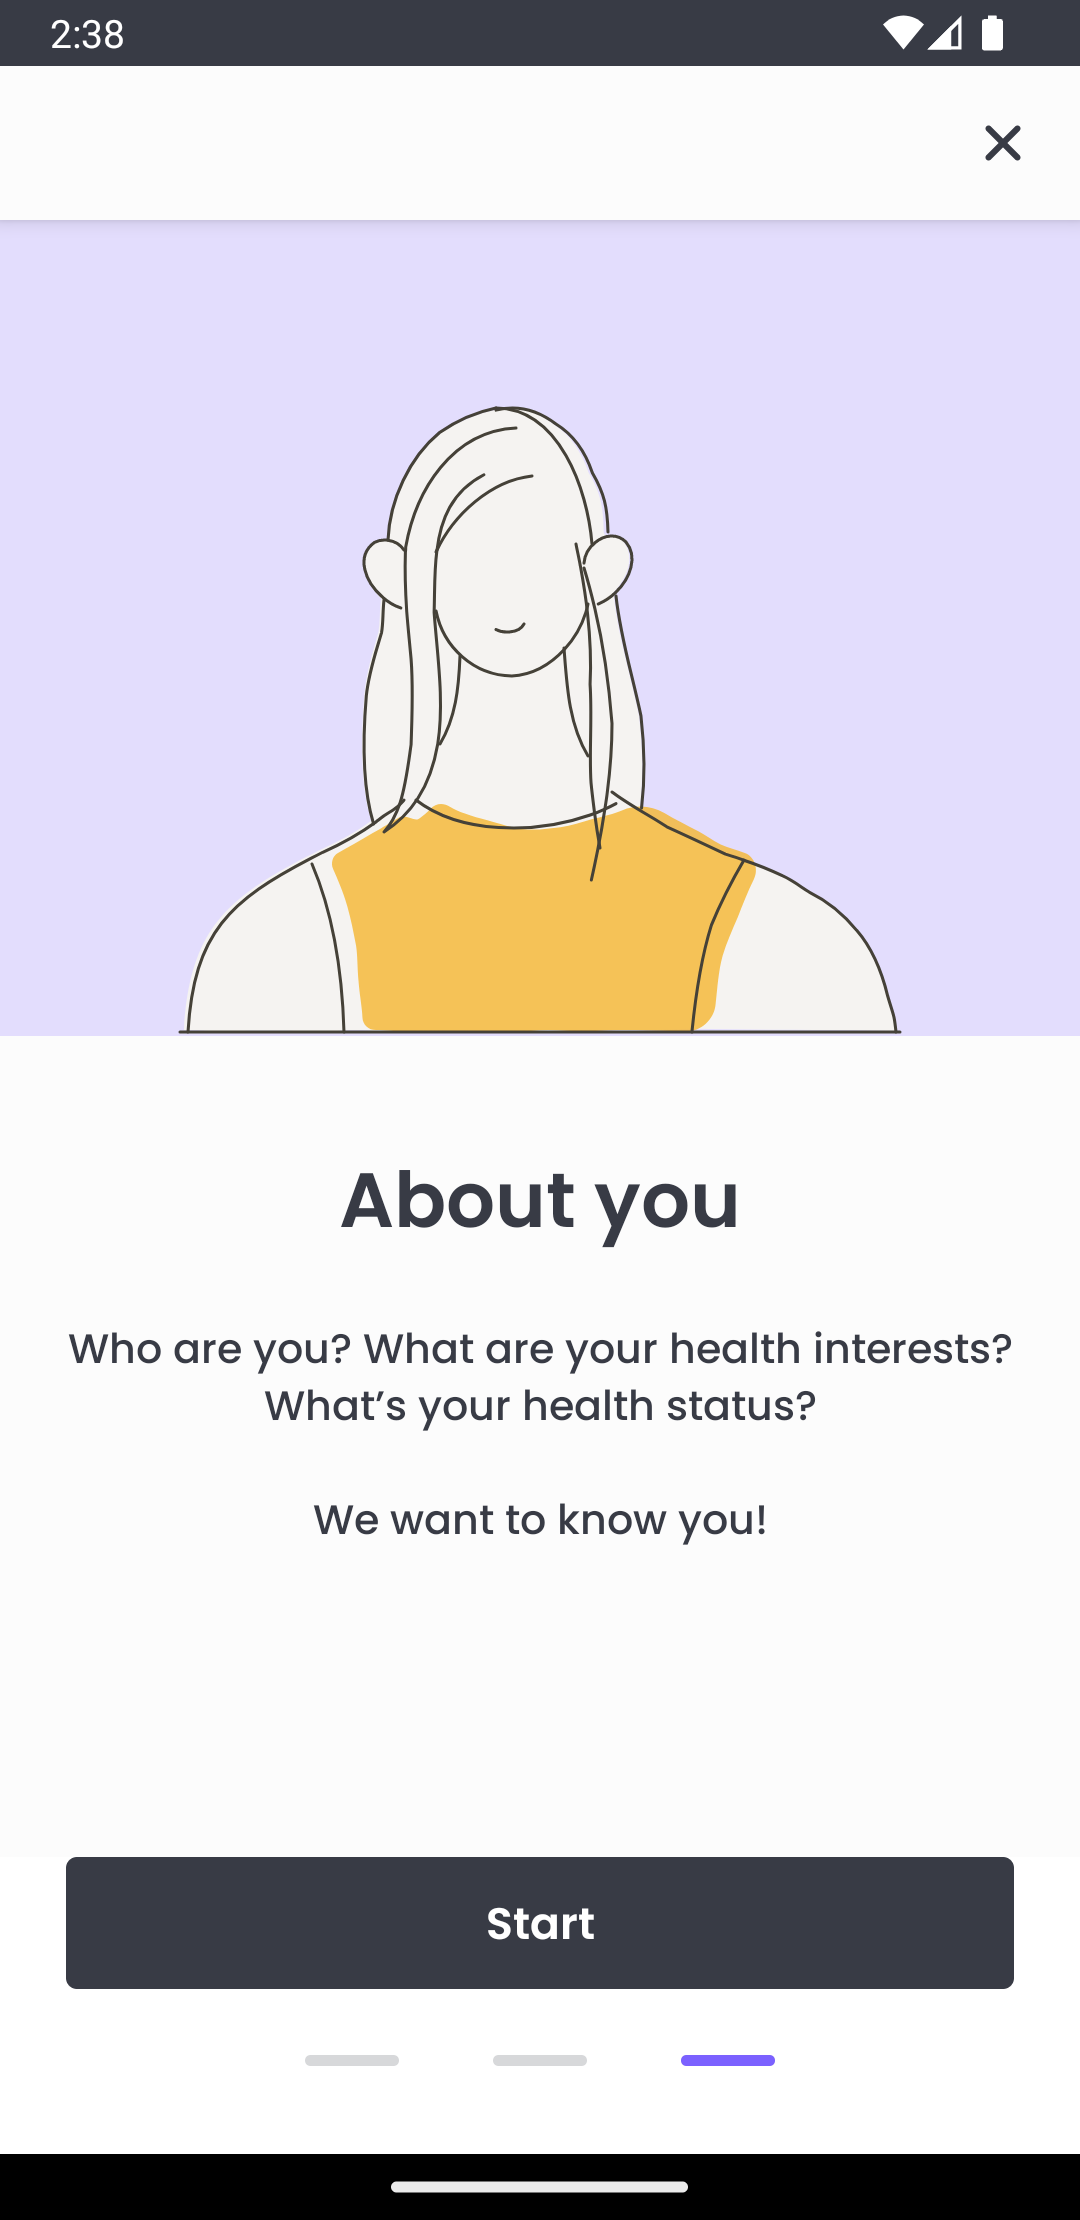 2:38
About you
Who are you? What are your health interests?
What’s your health status?
We want to know you!
Start